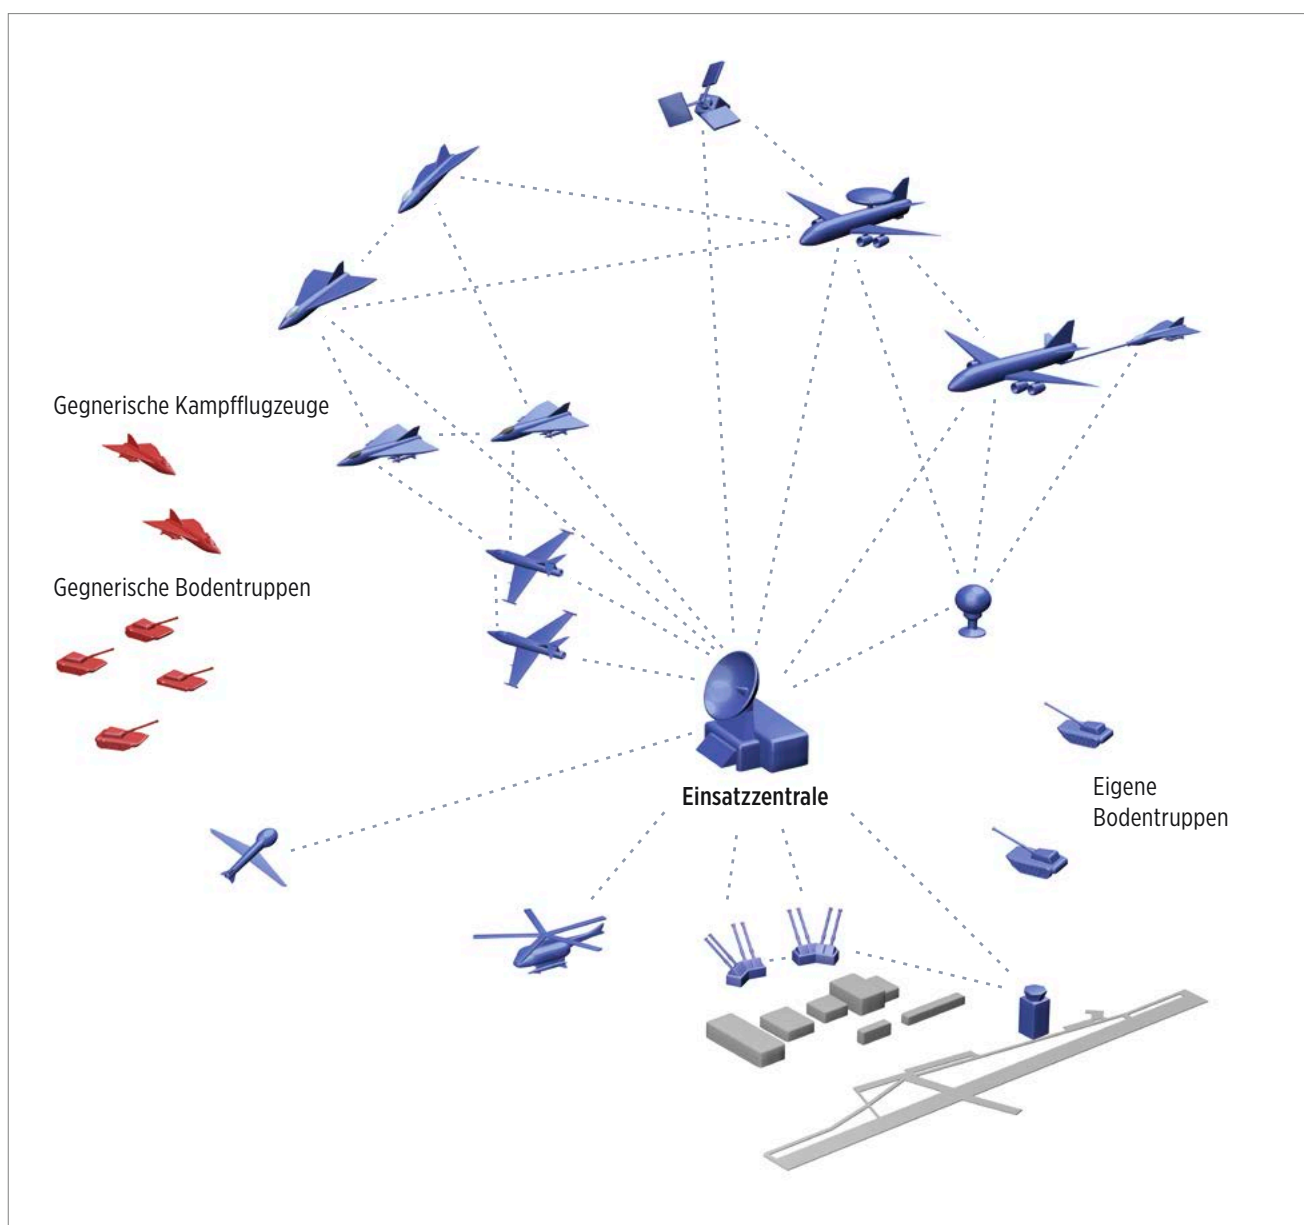 Gegnerische Kampfflugzeuge
Gegnerische Bodentruppen
Einsatzzentrale
Eigene
Bodentruppen